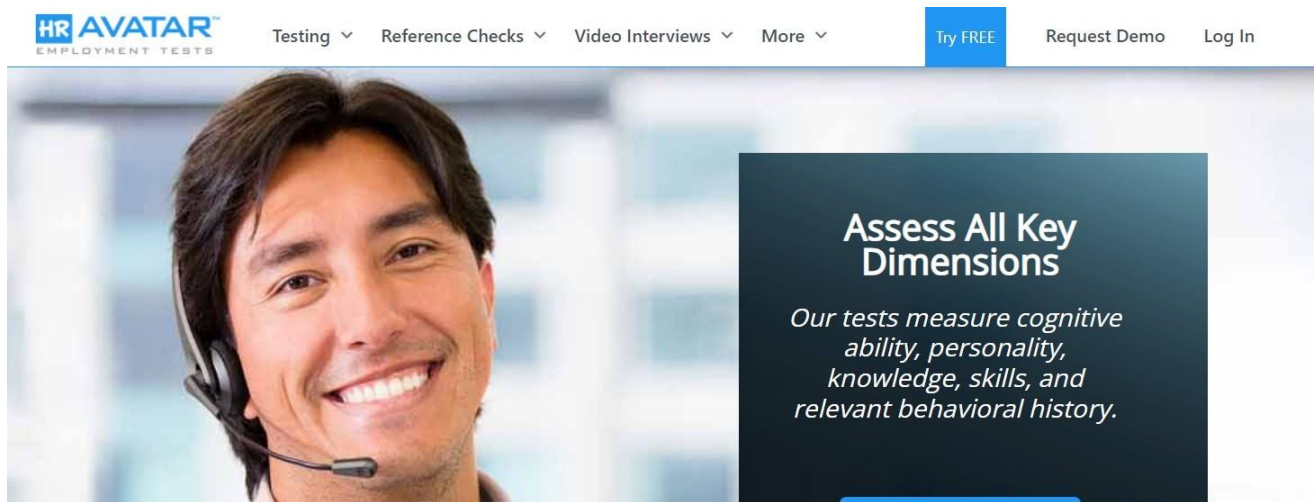 HR AVATAR™
EMPLOYMENT TESTS
Testing Reference Checks Video Interviews More Try FREE Request Demo Log In
Assess All Key
Dimensions
Our tests measure cognitive
ability, personality,
knowledge, skills, and
relevant behavioral history.